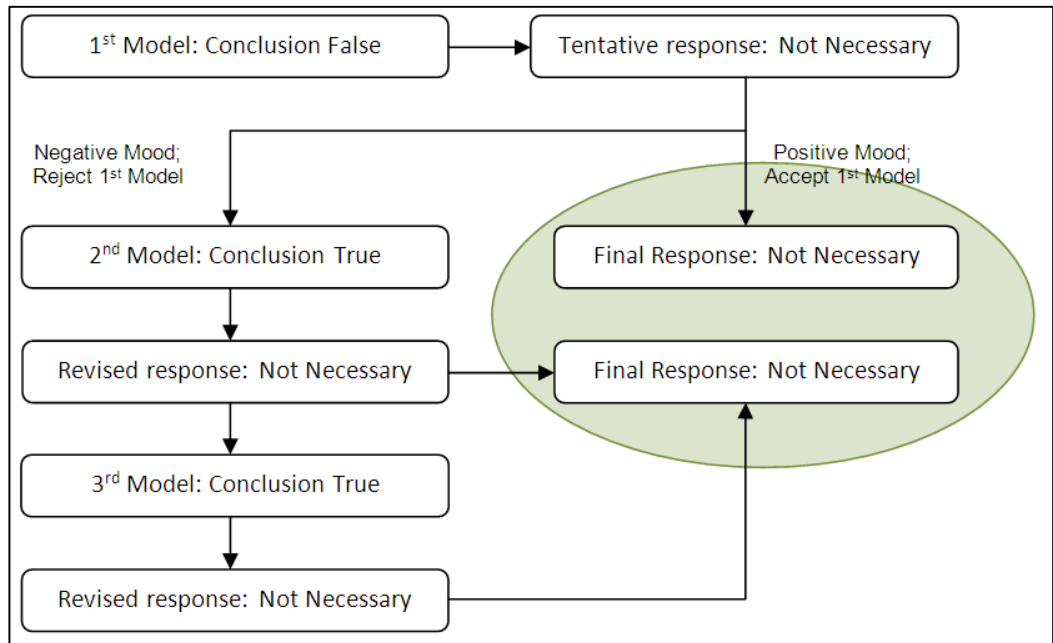 1st Model: Conclusion False
Tentative response: Not Necessary
Negative Mood;
Reject 1st Model
Positive Mood;
Accept 1st Model
2nd Model: Conclusion True
Final Response: Not Necessary
Revised response: Not Necessary
Final Response: Not Necessary
3rd Model: Conclusion True
Revised response: Not Necessary